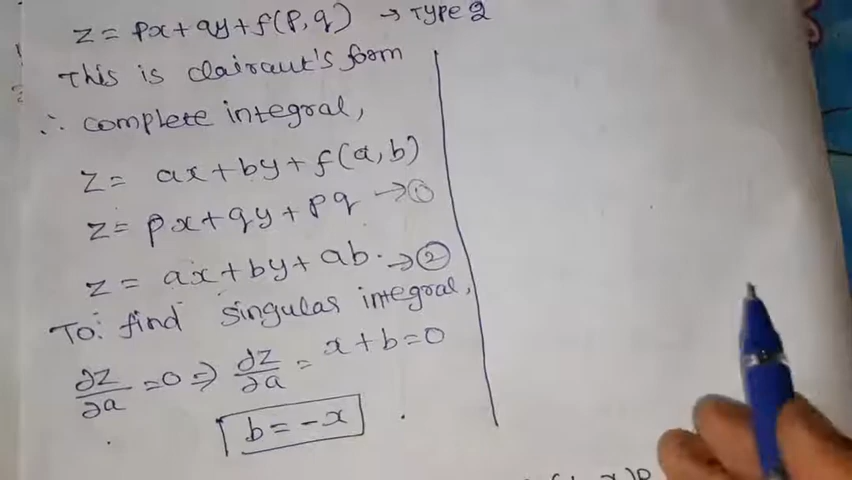 z = px + qy + f(p, q) → Type 2
This is clairaut's form
∴ complete integral,
z = ax + by + f(a, b)
z = px + qy + pq → ①
z = ax + by + ab. → ②
To: find singulas integral,
∂z/∂a = 0 ⇒ ∂z/∂a = x + b = 0
b = -x